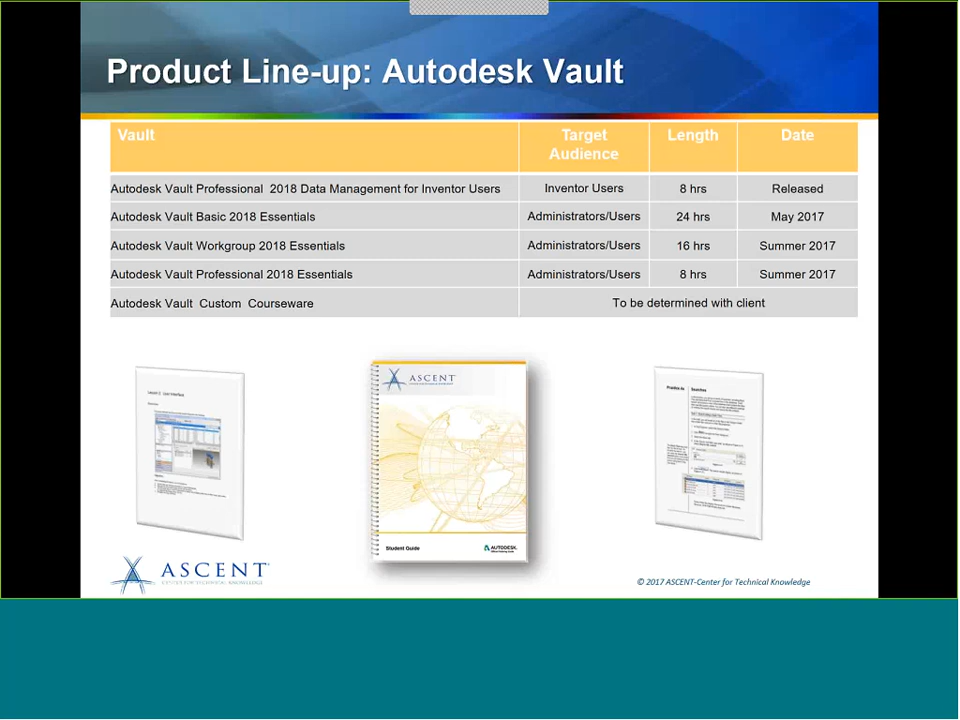 Product Line-up: Autodesk Vault
Vault Target Audience Length Date
Autodesk Vault Professional 2018 Data Management for Inventor Users Inventor Users 8 hrs Released
Autodesk Vault Basic 2018 Essentials Administrators/Users 24 hrs May 2017
Autodesk Vault Workgroup 2018 Essentials Administrators/Users 16 hrs Summer 2017
Autodesk Vault Professional 2018 Essentials Administrators/Users 8 hrs Summer 2017
Autodesk Vault Custom Courseware To be determined with client
ASCENT
Student Guide
AUTODESK
Searches
ASCENT
CENTER FOR TECHNICAL KNOWLEDGE
© 2017 ASCENT-Center for Technical Knowledge